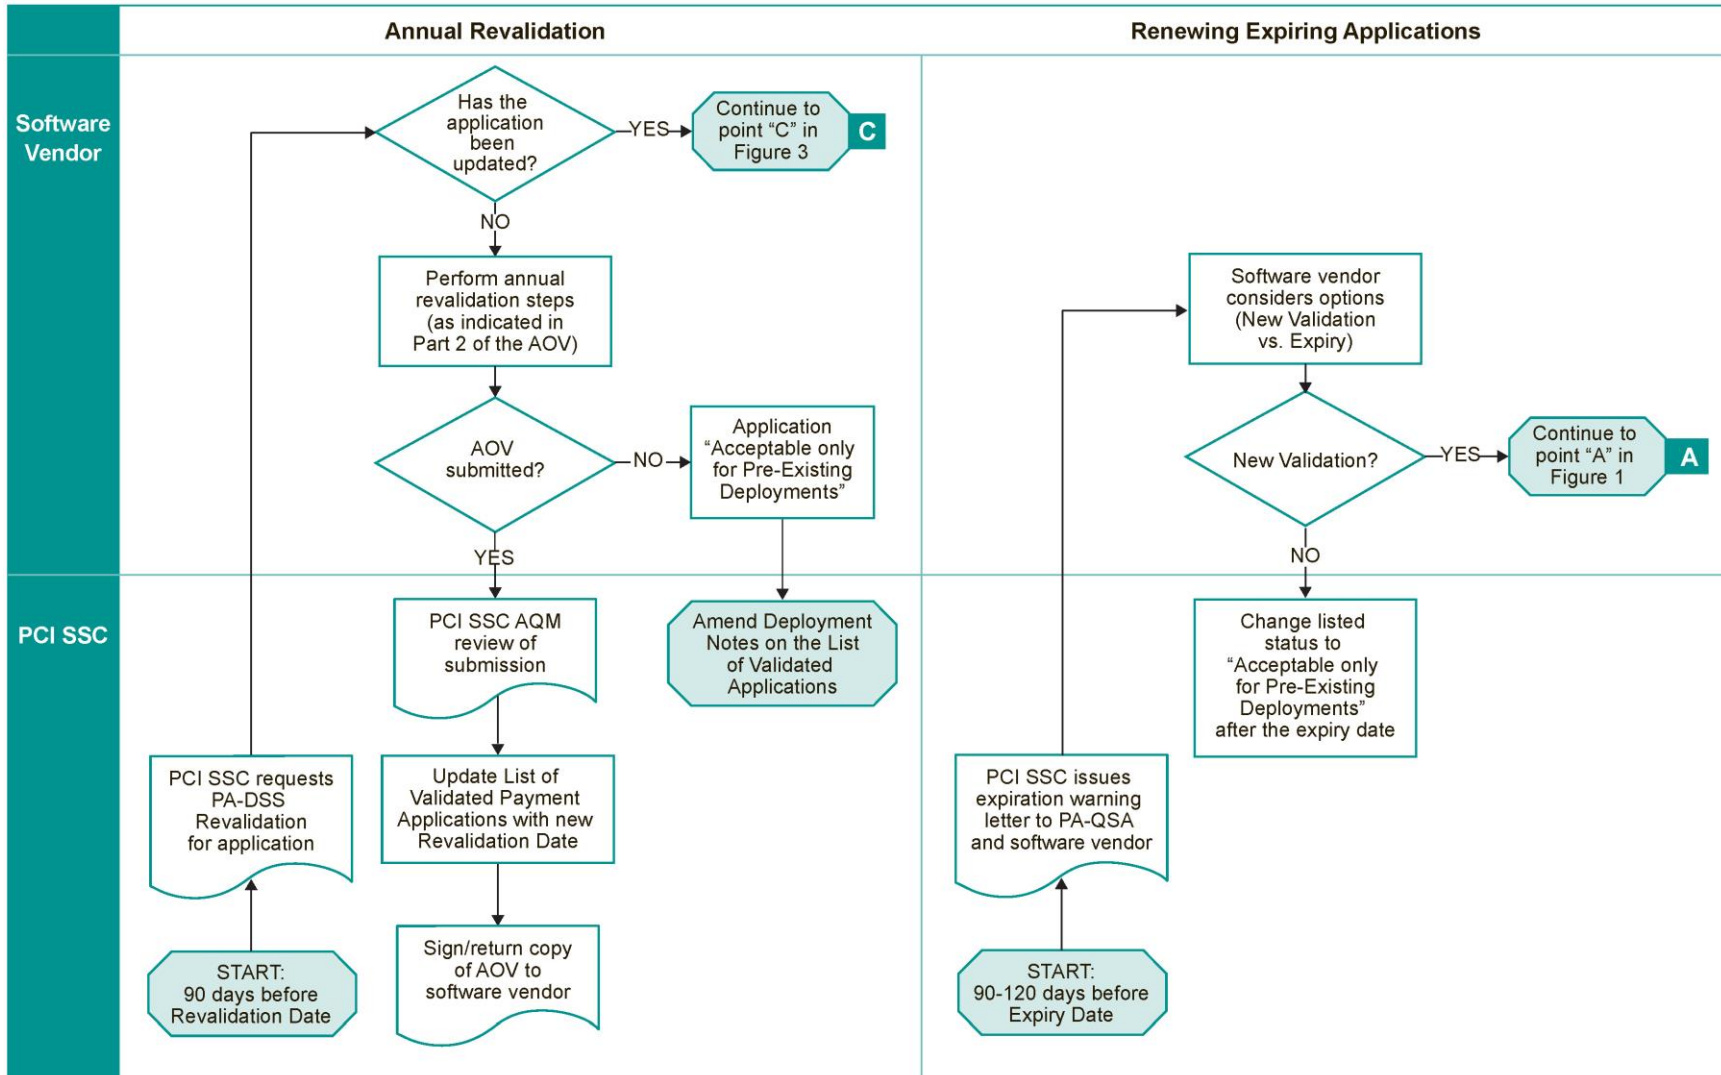 Annual Revalidation
Renewing Expiring Applications
Software
Vendor
Has the
application
been
updated?
YES
Continue to
point “C” in
Figure 3
C
NO
Perform annual
revalidation steps
(as indicated in
Part 2 of the AOV)
AOV
submitted?
NO
Application
“Acceptable only
for Pre-Existing
Deployments”
YES
Software vendor
considers options
(New Validation
vs. Expiry)
New Validation?
YES
Continue to
point “A” in
Figure 1
A
NO
PCI SSC
PCI SSC AQM
review of
submission
Amend Deployment
Notes on the List
of Validated
Applications
PCI SSC requests
PA-DSS
Revalidation
for application
Update List of
Validated Payment
Applications with new
Revalidation Date
START:
90 days before
Revalidation Date
Sign/return copy
of AOV to
software vendor
Change listed
status to
“Acceptable only
for Pre-Existing
Deployments”
after the expiry date
PCI SSC issues
expiration warning
letter to PA-QSA
and software vendor
START:
90-120 days before
Expiry Date